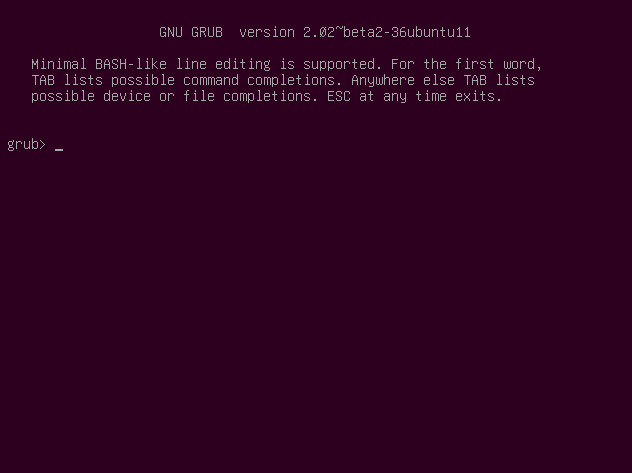 GNU GRUB  version 2.02~beta2-36ubuntu11
Minimal BASH-like line editing is supported. For the first word,
TAB lists possible command completions. Anywhere else TAB lists
possible device or file completions. ESC at any time exits.
grub> _